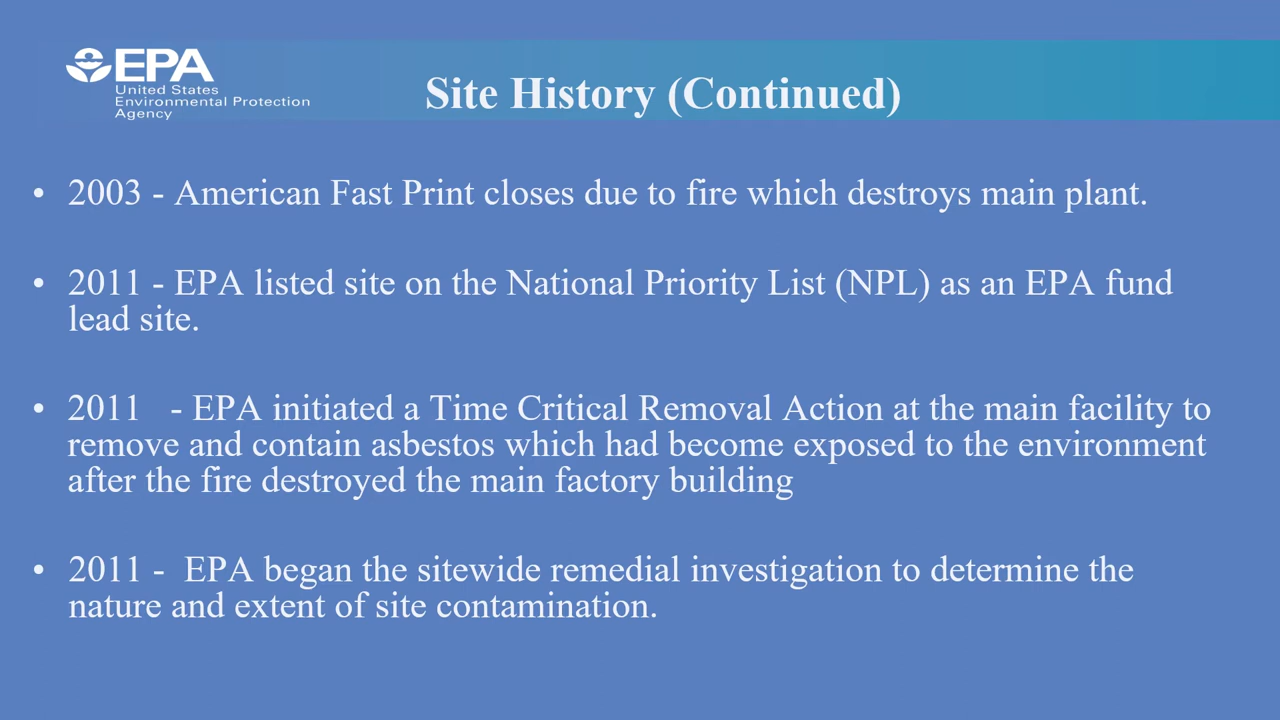 EPA
United States
Environmental Protection
Agency
Site History (Continued)
• 2003 - American Fast Print closes due to fire which destroys main plant.
• 2011 - EPA listed site on the National Priority List (NPL) as an EPA fund
lead site.
• 2011   - EPA initiated a Time Critical Removal Action at the main facility to
remove and contain asbestos which had become exposed to the environment
after the fire destroyed the main factory building
• 2011 -  EPA began the sitewide remedial investigation to determine the
nature and extent of site contamination.